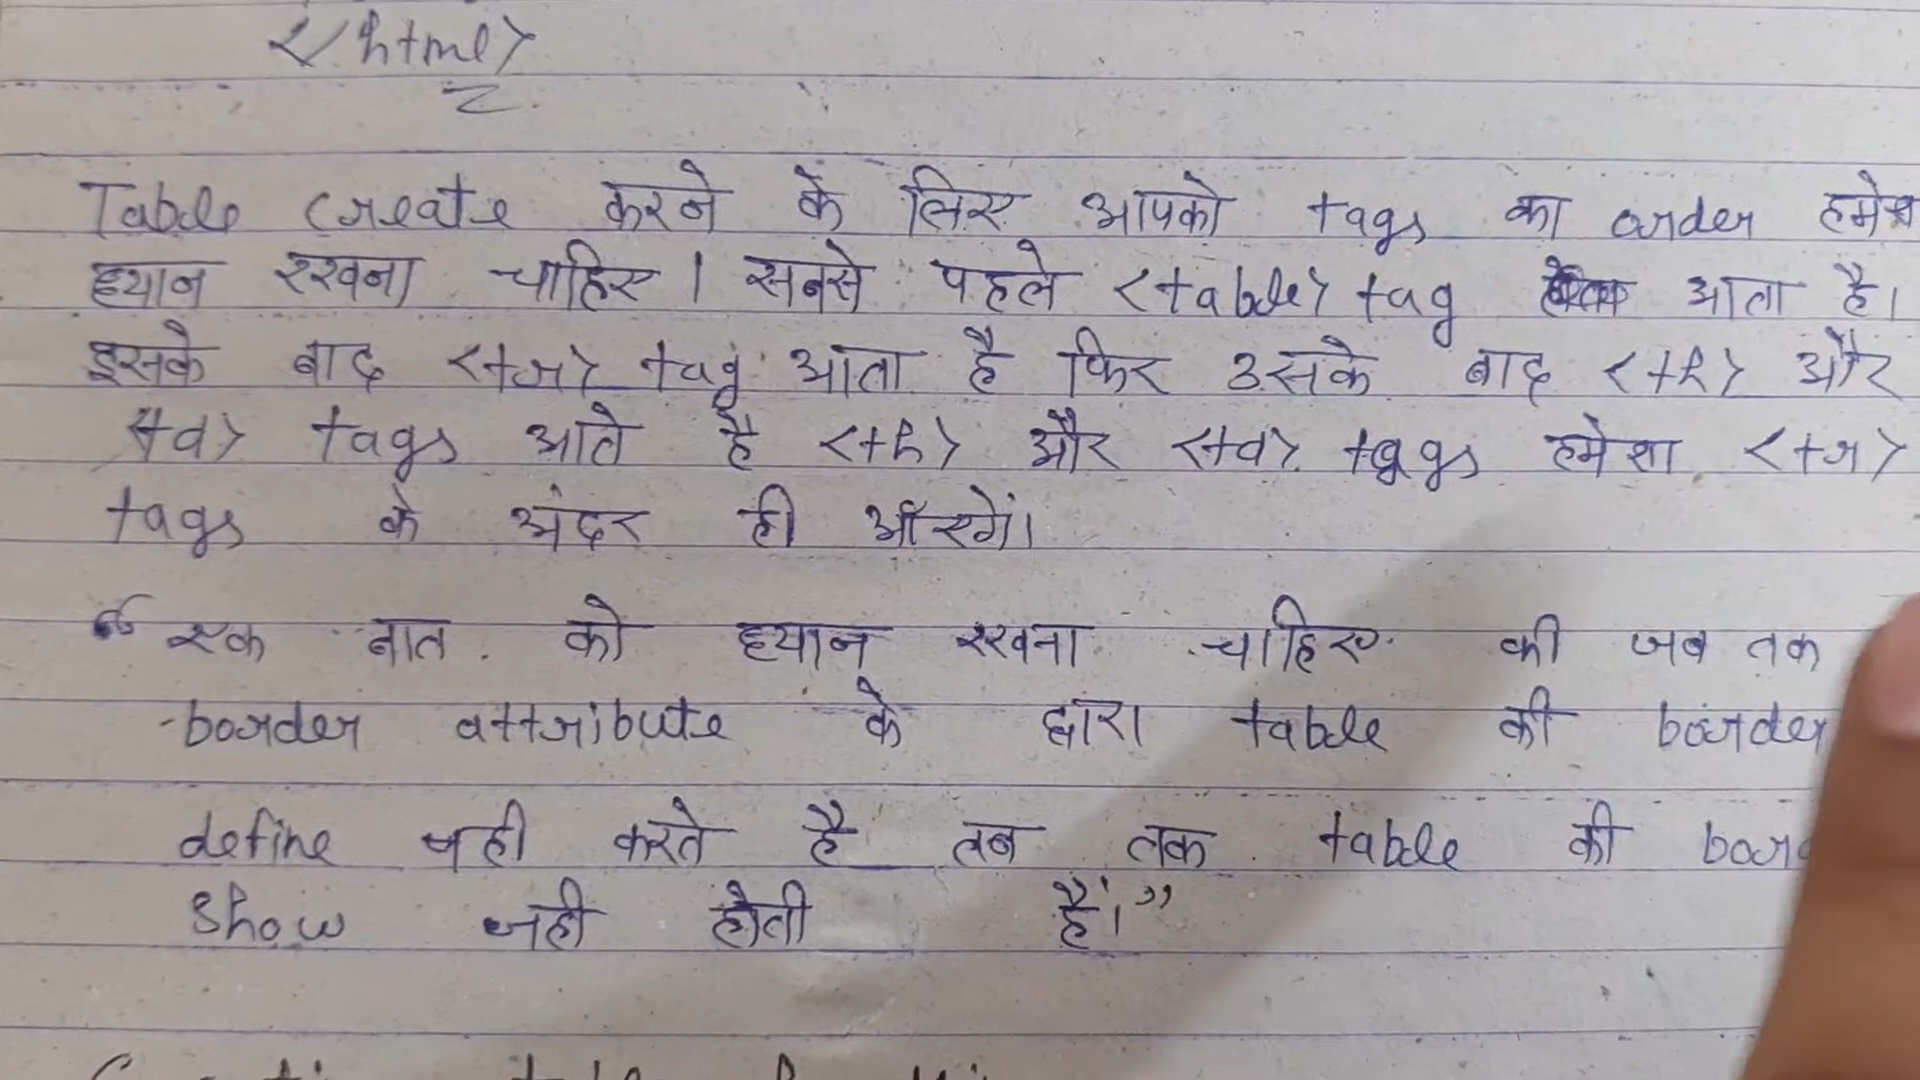 </html>
Table create करने के लिए आपको tags का order हमेशा
ध्यान रखना चाहिए । सबसे पहले <table> tag आता है।
इसके बाद <tr> tag आता है फिर उसके बाद <th> और
<td> tags आते है <th> और <td> tags हमेशा <tr>
tags के अंदर ही आएगें।
“ एक बात को ध्यान रखना चाहिए की जब तक
border attribute के द्वारा table की border
define नही करते है तब तक table की
show नही होती है।”